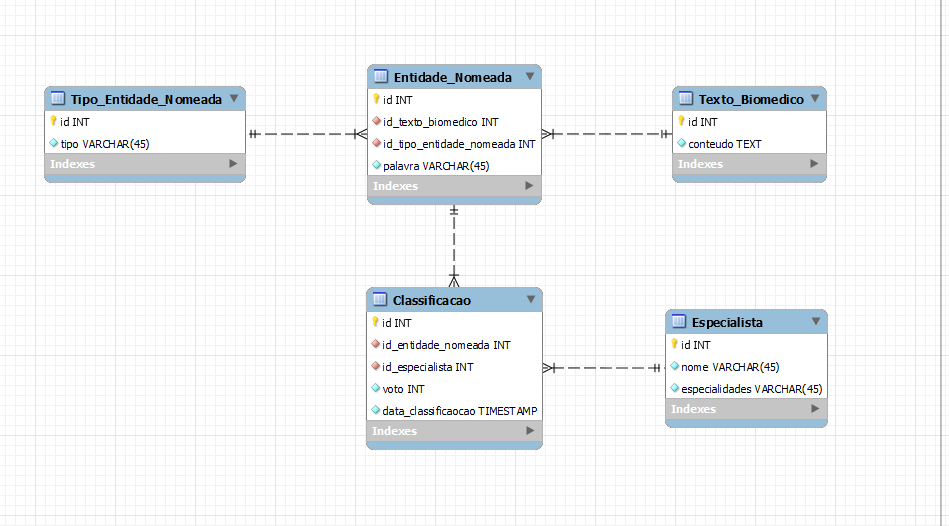 Tipo_Entidade_Nomeada
id INT
tipo VARCHAR(45)
Indexes
Entidade_Nomeada
id INT
id_texto_biomedico INT
id_tipo_entidade_nomeada INT
palavra VARCHAR(45)
Indexes
Texto_Biomedico
id INT
conteudo TEXT
Indexes
Classificacao
id INT
id_entidade_nomeada INT
id_especialista INT
voto INT
data_classificaocao TIMESTAMP
Indexes
Especialista
id INT
nome VARCHAR(45)
especialidades VARCHAR(45)
Indexes